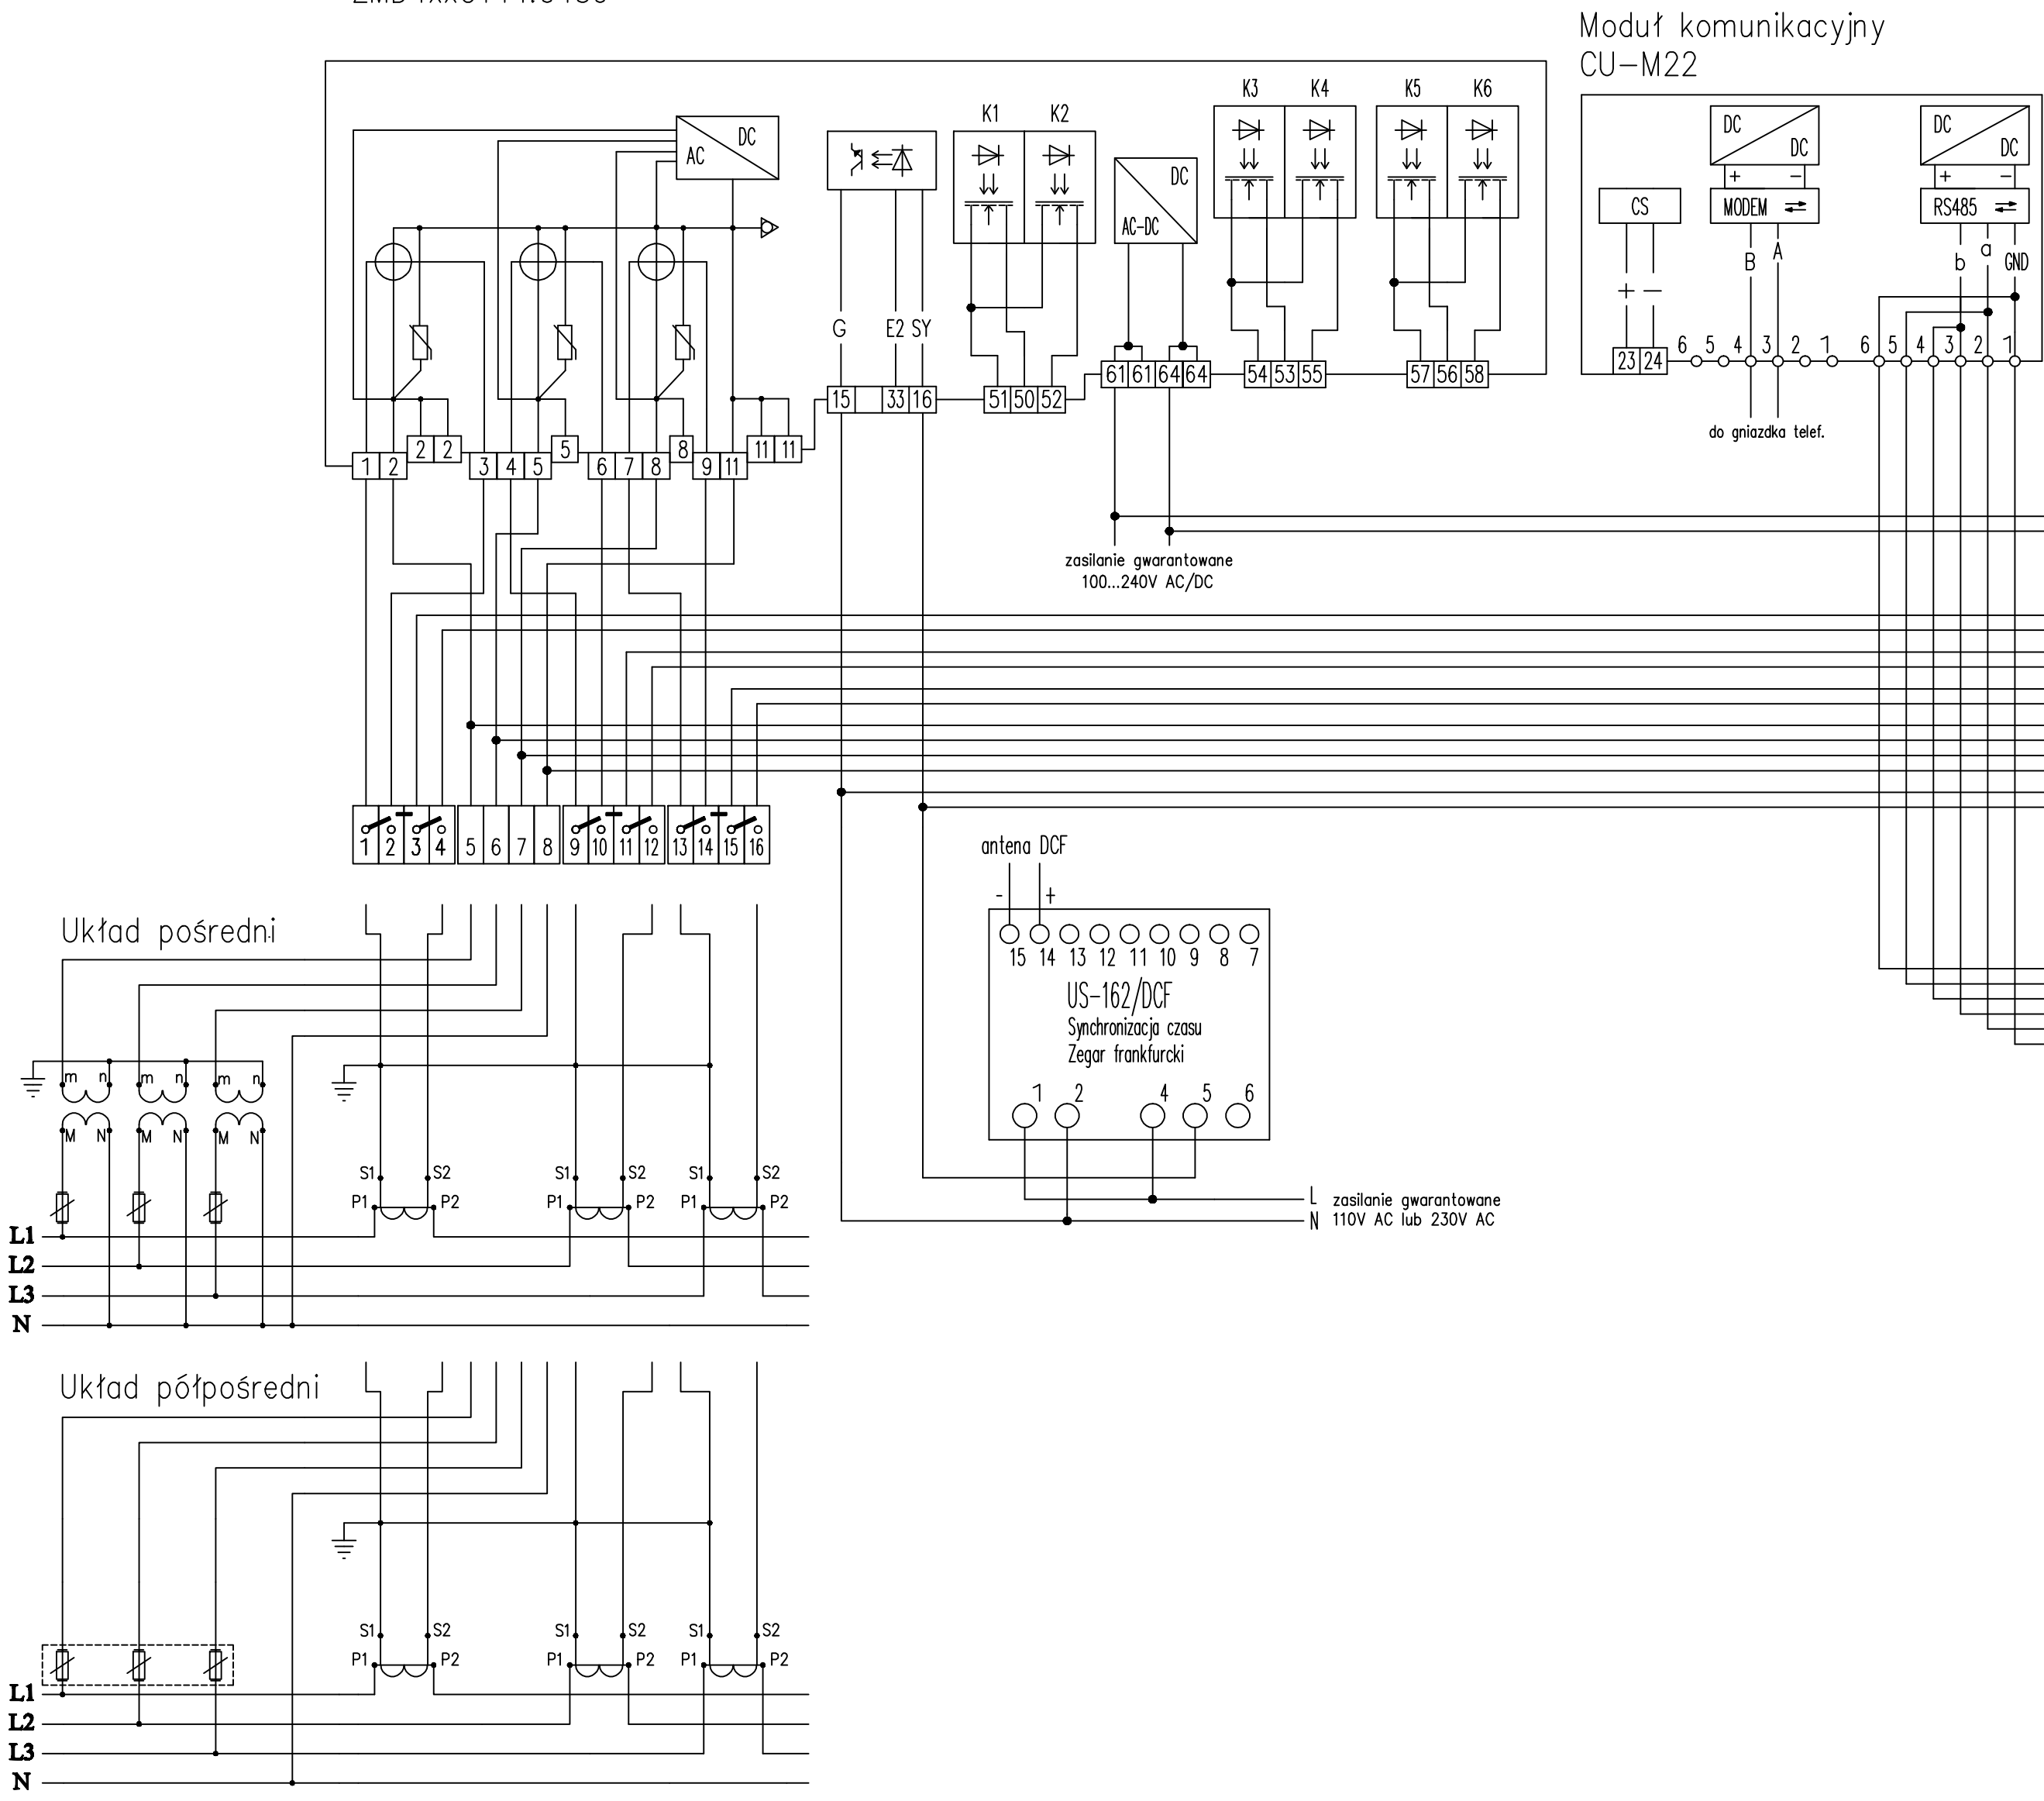 Moduł komunikacyjny
CU-M22
K1 K2 K3 K4 K5 K6
DC
AC
DC
AC-DC
DC
DC
DC
DC
+ -
+ -
CS
MODEM
RS485
B A
b a GND
+ -
G E2 SY
6 5 4 3 2 1
6 5 4 3 2 1
23 24
61 61 64 64
54 53 55
57 56 58
15 33 16
51 50 52
do gniazdka telef.
2 2 5 8 11 11
1 2 3 4 5 6 7 8 9 11
zasilanie gwarantowane
100...240V AC/DC
1 2 3 4 5 6 7 8 9 10 11 12 13 14 15 16
antena DCF
- +
15 14 13 12 11 10 9 8 7
US-162/DCF
Synchronizacja czasu
Zegar frankfurcki
1 2 4 5 6
L zasilanie gwarantowane
N 110V AC lub 230V AC
Układ pośredni
m n m n m n
M N M N M N
S1 S2 S1 S2 S1 S2
P1 P2 P1 P2 P1 P2
L1
L2
L3
N
Układ półpośredni
S1 S2 S1 S2 S1 S2
P1 P2 P1 P2 P1 P2
L1
L2
L3
N